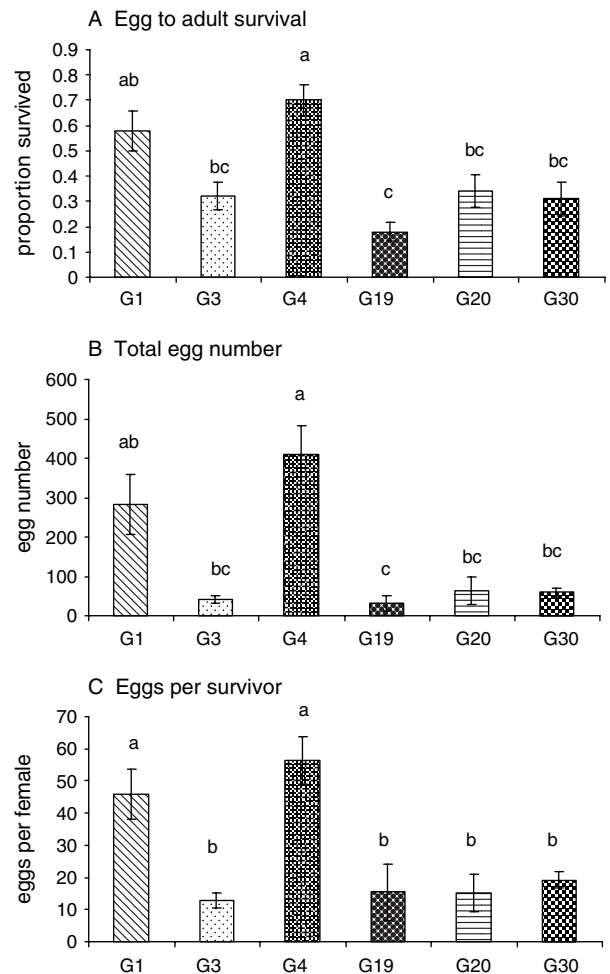 A Egg to adult survival
proportion survived
0.9
0.8
0.7
0.6
0.5
0.4
0.3
0.2
0.1
0
ab
bc
a
c
bc
bc
G1 G3 G4 G19 G20 G30
B Total egg number
egg number
600
500
400
300
200
100
0
ab
bc
a
c
bc
bc
G1 G3 G4 G19 G20 G30
C Eggs per survivor
eggs per female
70
60
50
40
30
20
10
0
a
b
a
b
b
b
G1 G3 G4 G19 G20 G30